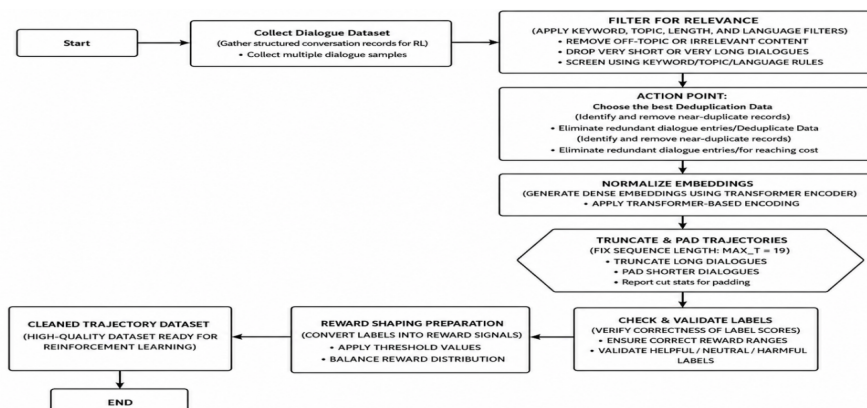 Start
Collect Dialogue Dataset
(Gather structured conversation records for RL)
• Collect multiple dialogue samples
FILTER FOR RELEVANCE
(APPLY KEYWORD, TOPIC, LENGTH, AND LANGUAGE FILTERS)
• REMOVE OFF-TOPIC OR IRRELEVANT CONTENT
• DROP VERY SHORT OR VERY LONG DIALOGUES
• SCREEN USING KEYWORD/TOPIC/LANGUAGE RULES
ACTION POINT:
Choose the best Deduplication Data
(Identify and remove near-duplicate records)
• Eliminate redundant dialogue entries/Deduplicate Data
(Identify and remove near-duplicate records)
• Eliminate redundant dialogue entries/for reaching cost
NORMALIZE EMBEDDINGS
(GENERATE DENSE EMBEDDINGS USING TRANSFORMER ENCODER)
• APPLY TRANSFORMER-BASED ENCODING
TRUNCATE & PAD TRAJECTORIES
(FIX SEQUENCE LENGTH: MAX_T = 19)
• TRUNCATE LONG DIALOGUES
• PAD SHORTER DIALOGUES
• Report cut stats for padding
CHECK & VALIDATE LABELS
(VERIFY CORRECTNESS OF LABEL SCORES)
• ENSURE CORRECT REWARD RANGES
• VALIDATE HELPFUL / NEUTRAL / HARMFUL
LABELS
REWARD SHAPING PREPARATION
(CONVERT LABELS INTO REWARD SIGNALS)
• APPLY THRESHOLD VALUES
• BALANCE REWARD DISTRIBUTION
CLEANED TRAJECTORY DATASET
(HIGH-QUALITY DATASET READY FOR
REINFORCEMENT LEARNING)
END